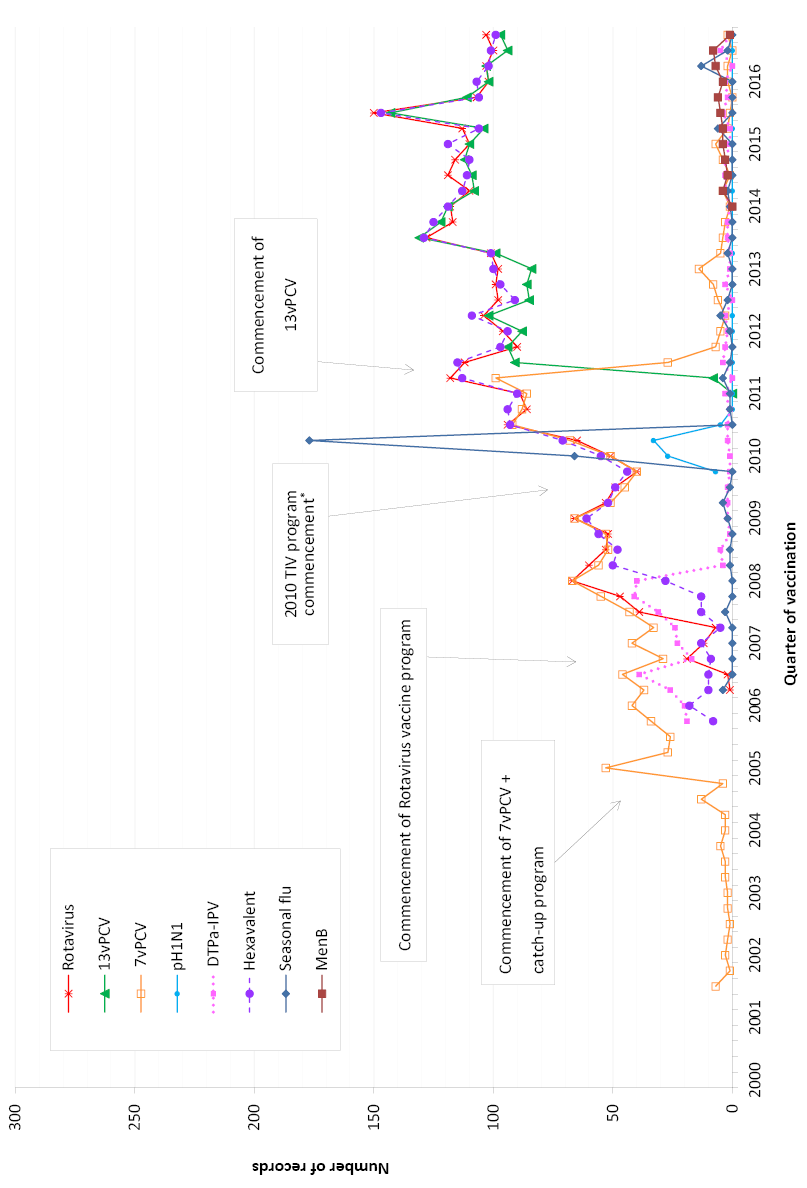 Number of records
300
250
200
150
100
50
0
Rotavirus
13vPCV
7vPCV
pH1N1
DTPa-IPV
Hexavalent
Seasonal flu
MenB
Commencement of 7vPCV +
catch-up program
Commencement of Rotavirus vaccine program
2010 TIV program
commencement*
Commencement of
13vPCV
2000
2001
2002
2003
2004
2005
2006
2007
2008
2009
2010
2011
2012
2013
2014
2015
2016
Quarter of vaccination